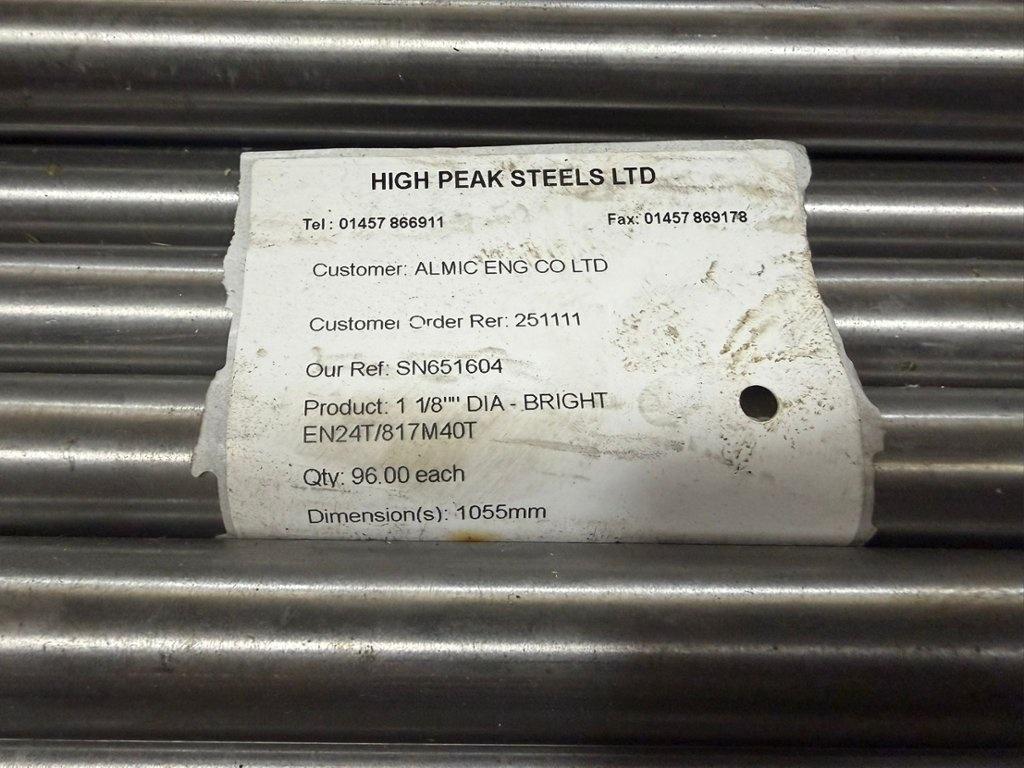 HIGH PEAK STEELS LTD
Tel : 01457 866911 Fax: 01457 869178
Customer: ALMIC ENG CO LTD
Customer Order Ref: 251111
Our Ref: SN651604
Product: 1 1/8"" DIA - BRIGHT
EN24T/817M40T
Qty: 96.00 each
Dimension(s): 1055mm